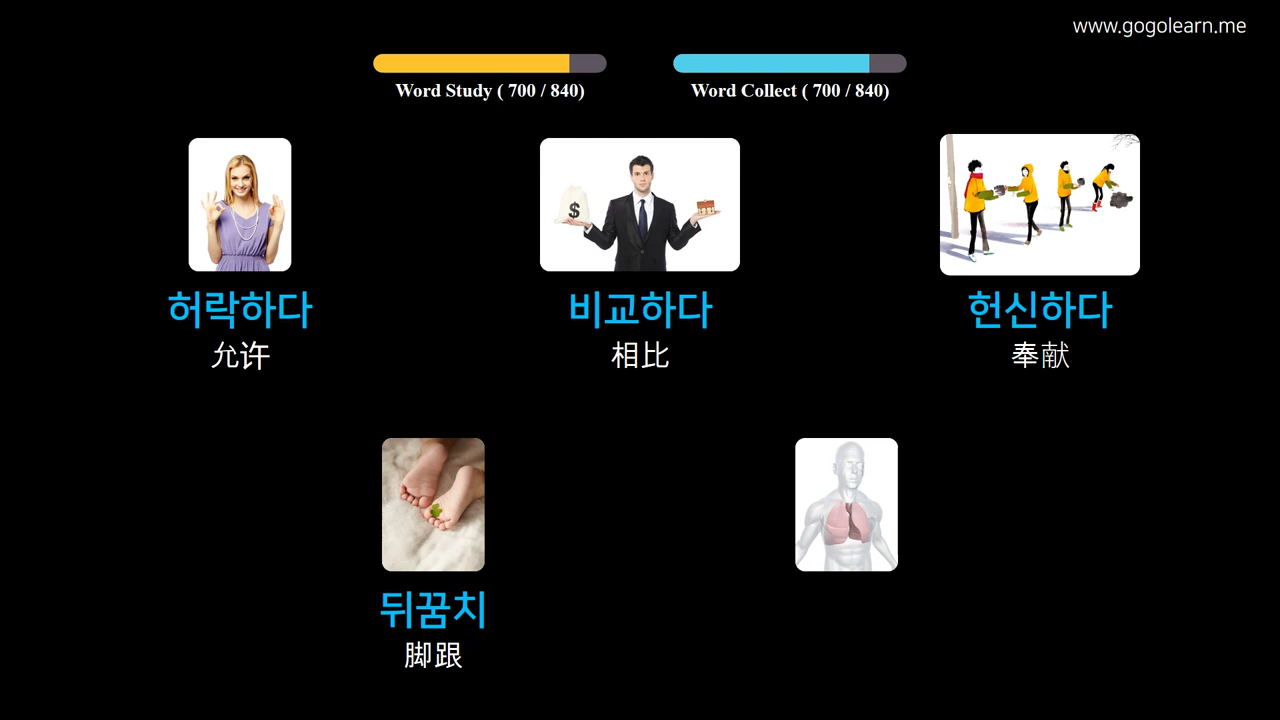 www.gogolearn.me
Word Study ( 700 / 840)
Word Collect ( 700 / 840)
$
허락하다
允许
비교하다
相比
헌신하다
奉献
뒤꿈치
脚跟